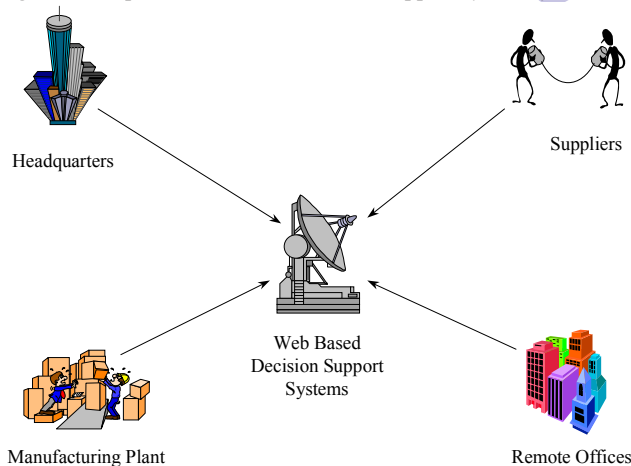 Headquarters
Suppliers
Web Based
Decision Support
Systems
Manufacturing Plant
Remote Offices